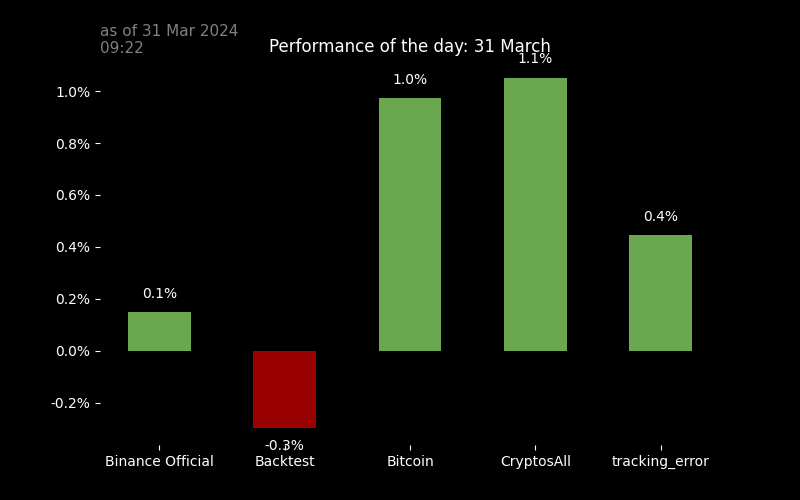 as of 31 Mar 2024
09:22
Performance of the day: 31 March
1.1%
1.0%
1.0%
0.8%
0.6%
0.4%
0.4%
0.2%
0.1%
0.0%
-0.2%
-0.3%
Binance Official
Backtest
Bitcoin
CryptosAll
tracking_error